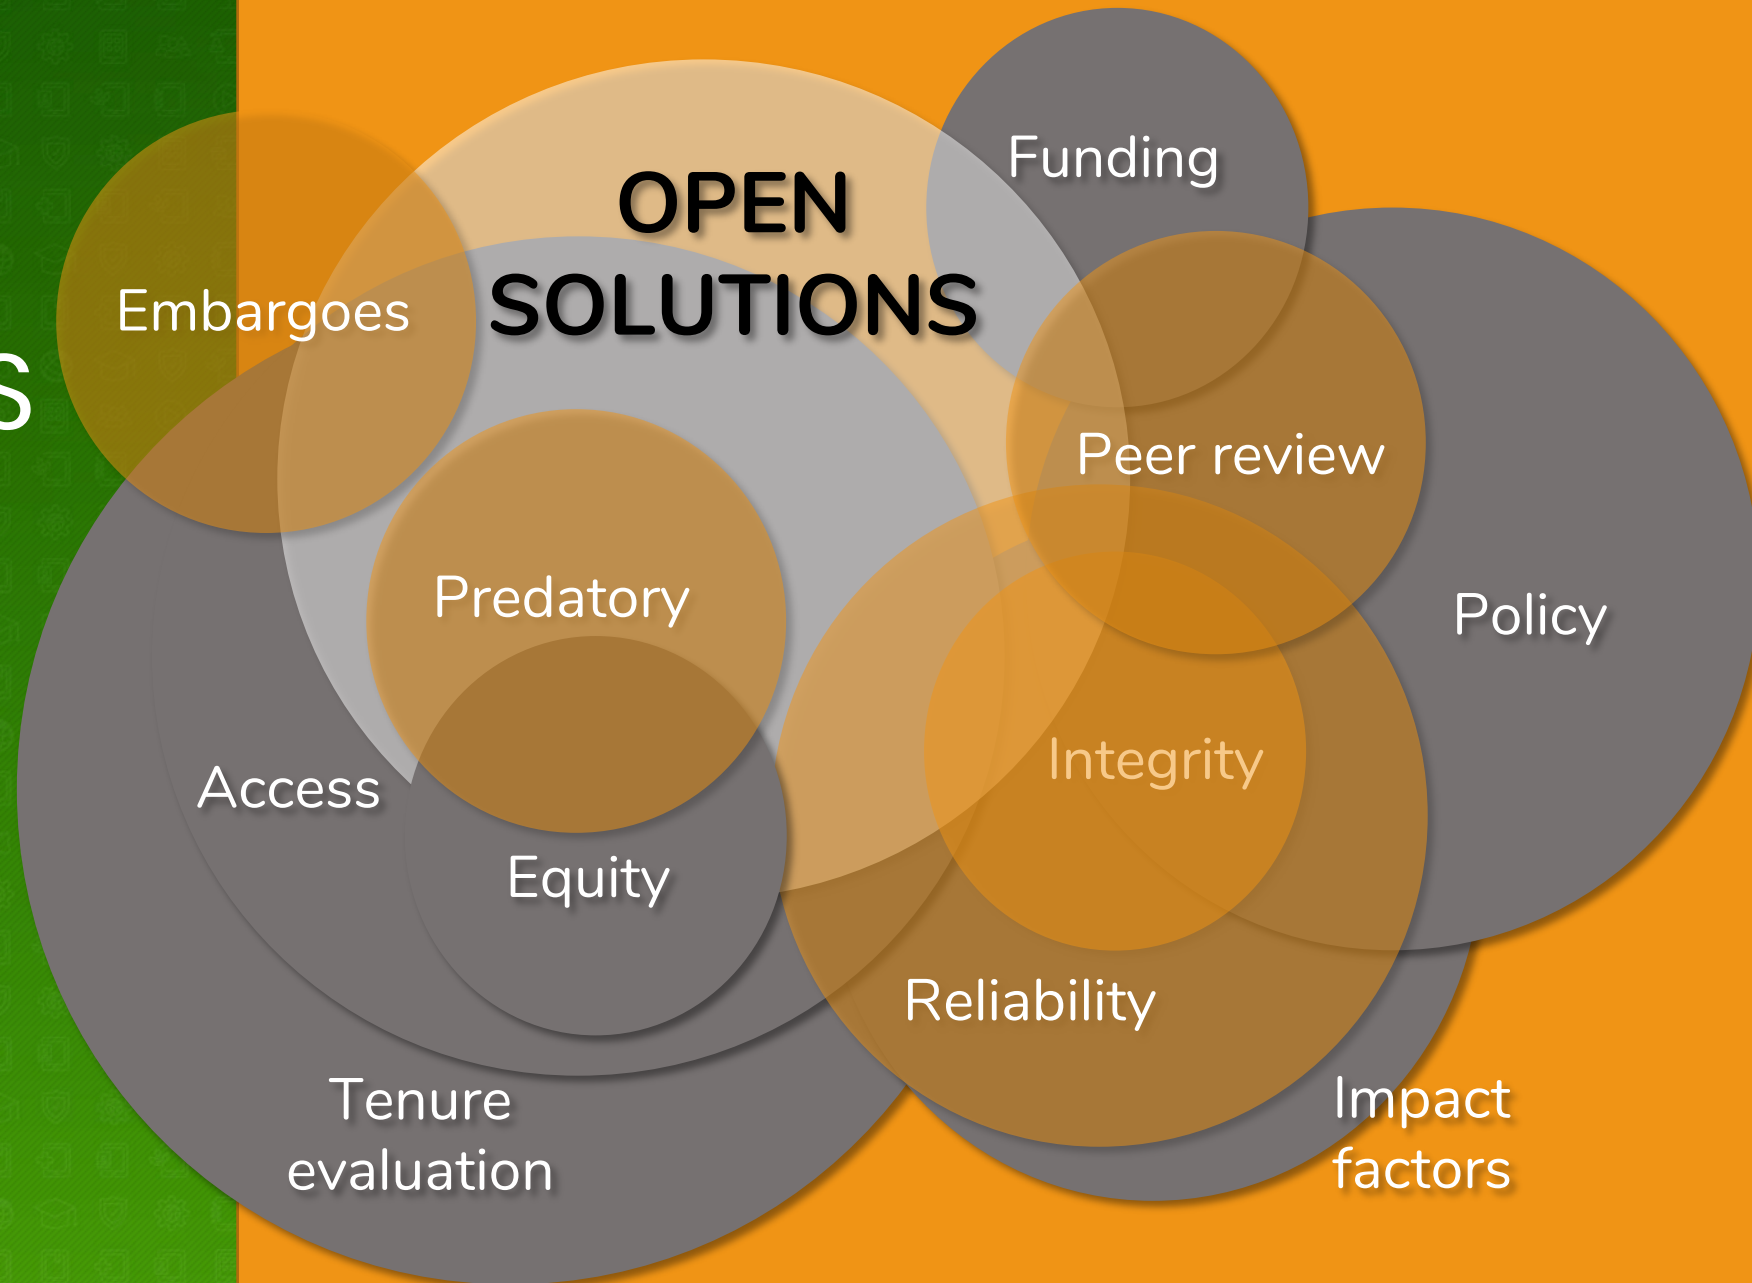 OPEN
SOLUTIONS
Funding
Embargoes
s
Peer review
Predatory
Policy
Access
Integrity
Equity
Reliability
Tenure
evaluation
Impact
factors